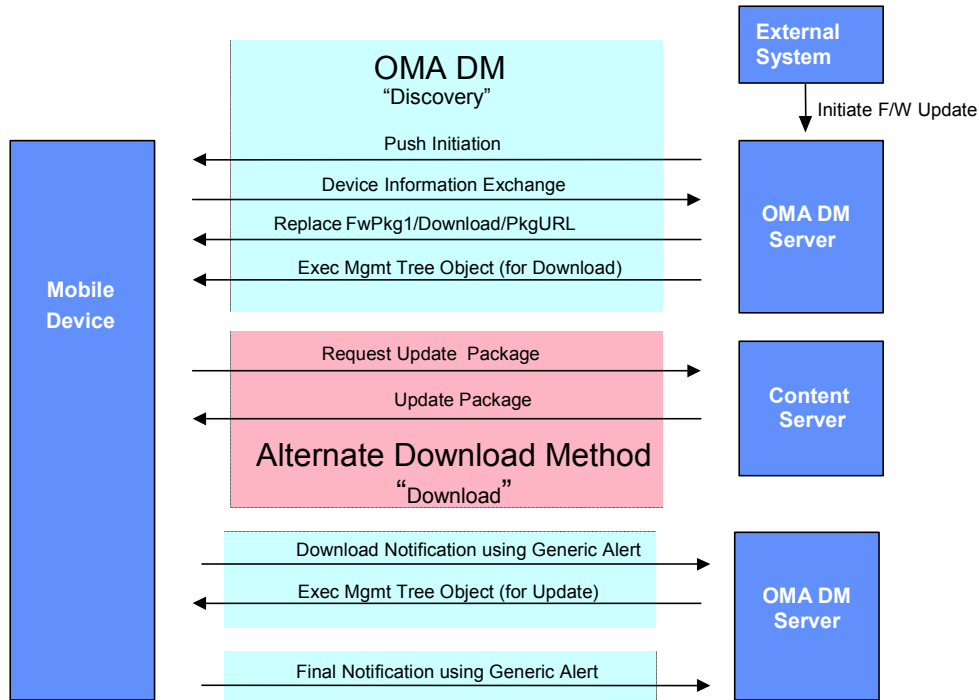 External
System
Initiate F/W Update
OMA DM
“Discovery”
Push Initiation
Device Information Exchange
Replace FwPkg1/Download/PkgURL
Exec Mgmt Tree Object (for Download)
OMA DM
Server
Mobile
Device
Request Update Package
Update Package
Alternate Download Method
“Download”
Content
Server
Download Notification using Generic Alert
Exec Mgmt Tree Object (for Update)
OMA DM
Server
Final Notification using Generic Alert